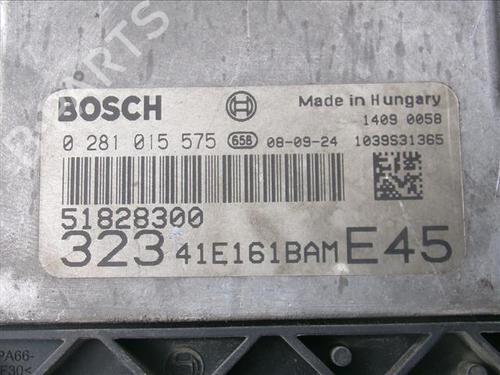 BOSCH
Made in Hungary
1409 0058
0 281 015 575 658 08-09-24 1039S31365
51828300
323 41E161BAM E45
PA66-